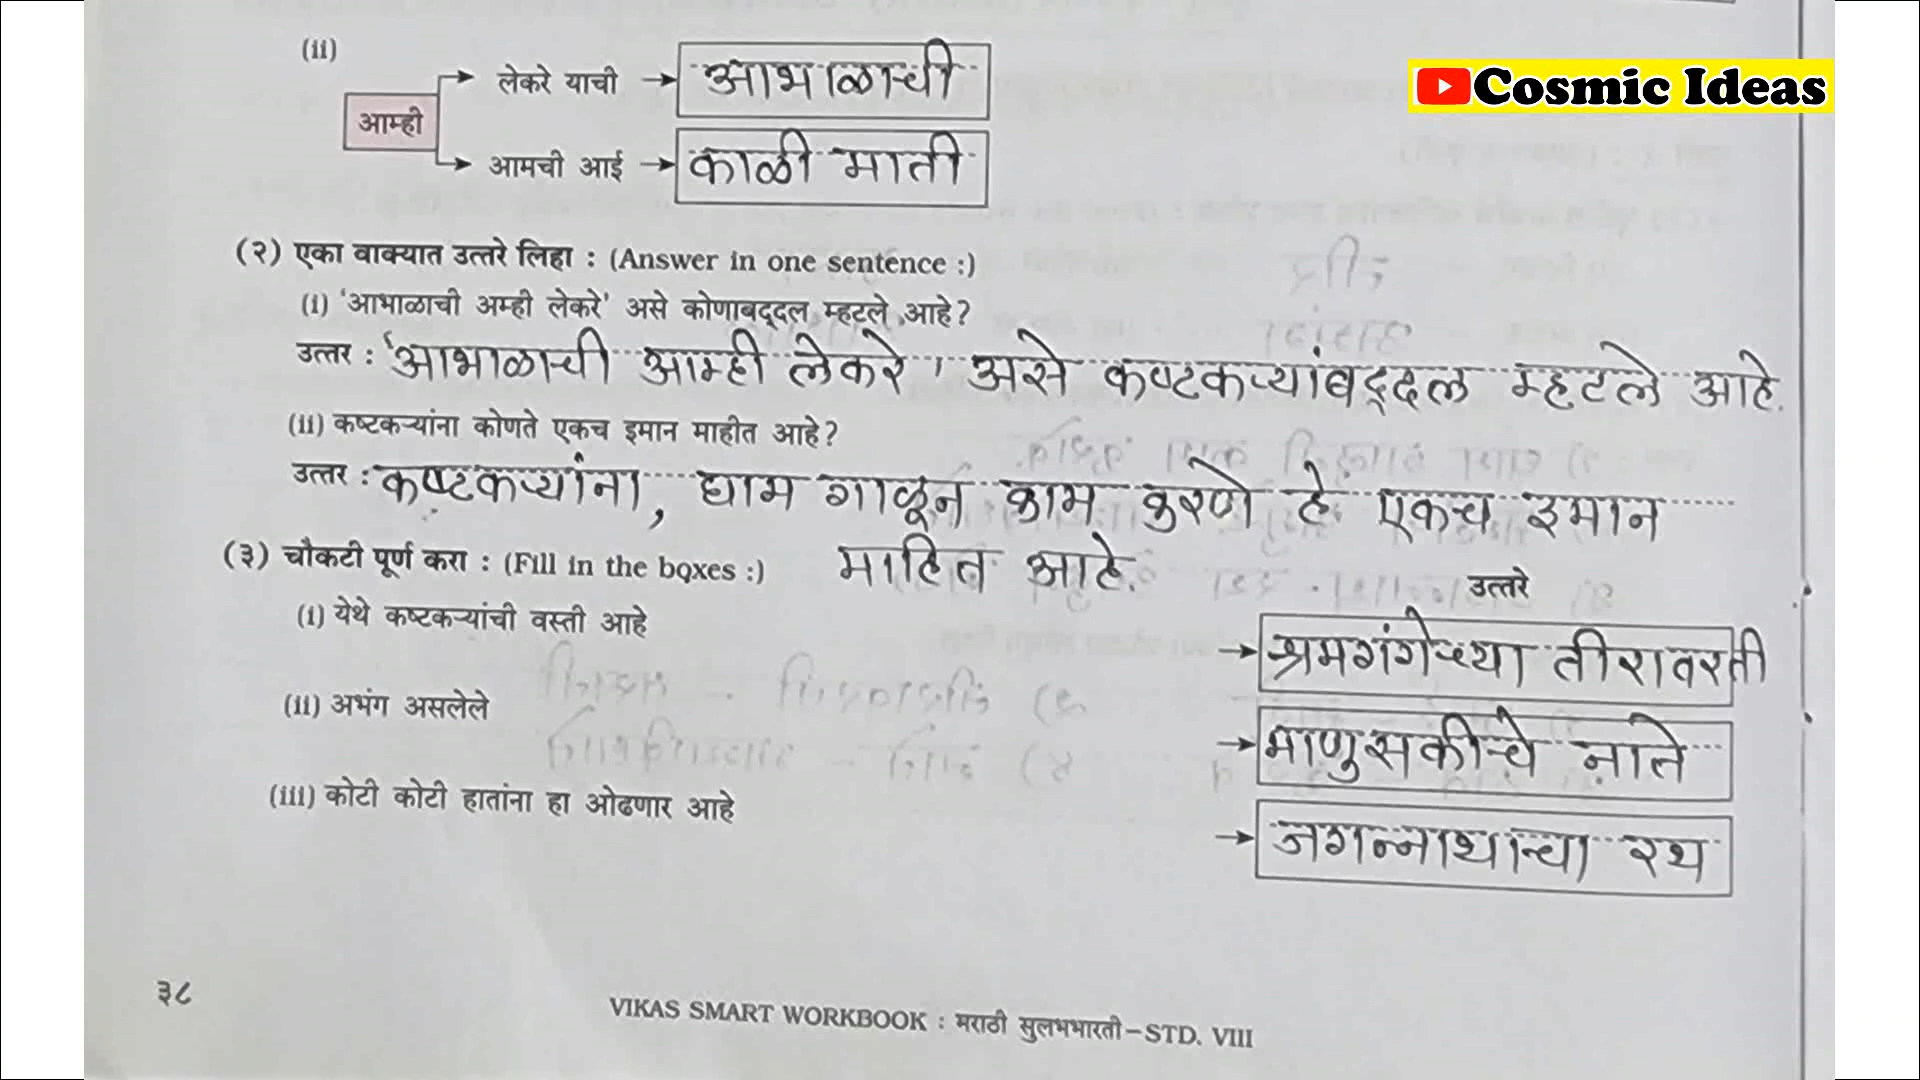 (ii)
लेकरे याची → आभाळाची
Cosmic Ideas
आम्ही
आमची आई → काळी माती
(२) एका वाक्यात उत्तरे लिहा : (Answer in one sentence :)
(i) 'आभाळाची अम्ही लेकरे' असे कोणाबद्दल म्हटले आहे?
उत्तर : 'आभाळाची आम्ही लेकरे' असे कष्टकऱ्यांबद्दल म्हटले आहे.
(ii) कष्टकऱ्यांना कोणते एकच इमान माहीत आहे?
उत्तर : कष्टकऱ्यांना, घाम गाळून काम करणे हे एकच इमान
माहित आहे.
(३) चौकटी पूर्ण करा : (Fill in the boxes :)
उत्तरे
(i) येथे कष्टकऱ्यांची वस्ती आहे → श्रमगंगेच्या तीरावरती
(ii) अभंग असलेले → माणुसकीचे नाते
(iii) कोटी कोटी हातांना हा ओढणार आहे → जगन्नाथाचा रथ
३८
VIKAS SMART WORKBOOK : मराठी सुलभभारती–STD. VIII